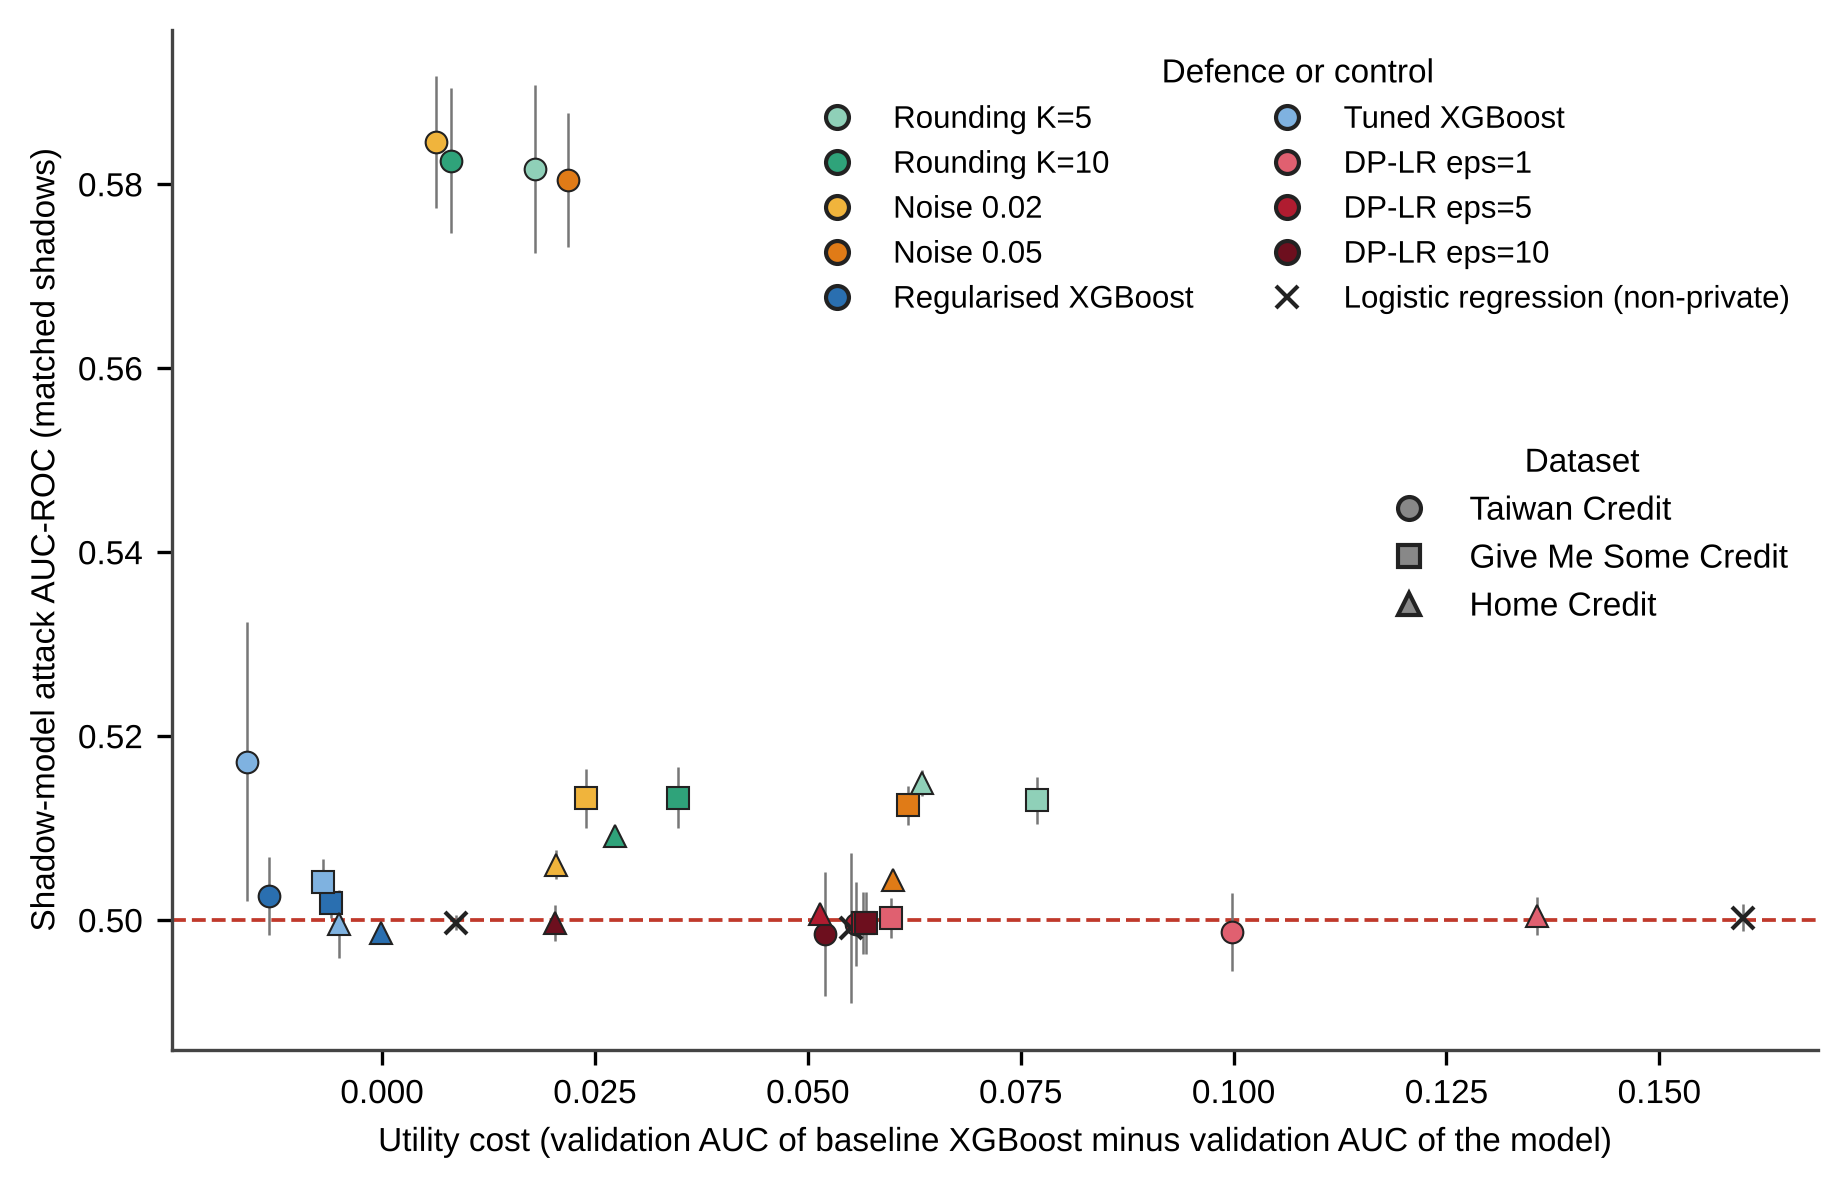 Defence or control
Rounding K=5
Rounding K=10
Noise 0.02
Noise 0.05
Regularised XGBoost
Tuned XGBoost
DP-LR eps=1
DP-LR eps=5
DP-LR eps=10
Logistic regression (non-private)
Dataset
Taiwan Credit
Give Me Some Credit
Home Credit
Shadow-model attack AUC-ROC (matched shadows)
0.58
0.56
0.54
0.52
0.50
0.000
0.025
0.050
0.075
0.100
0.125
0.150
Utility cost (validation AUC of baseline XGBoost minus validation AUC of the model)